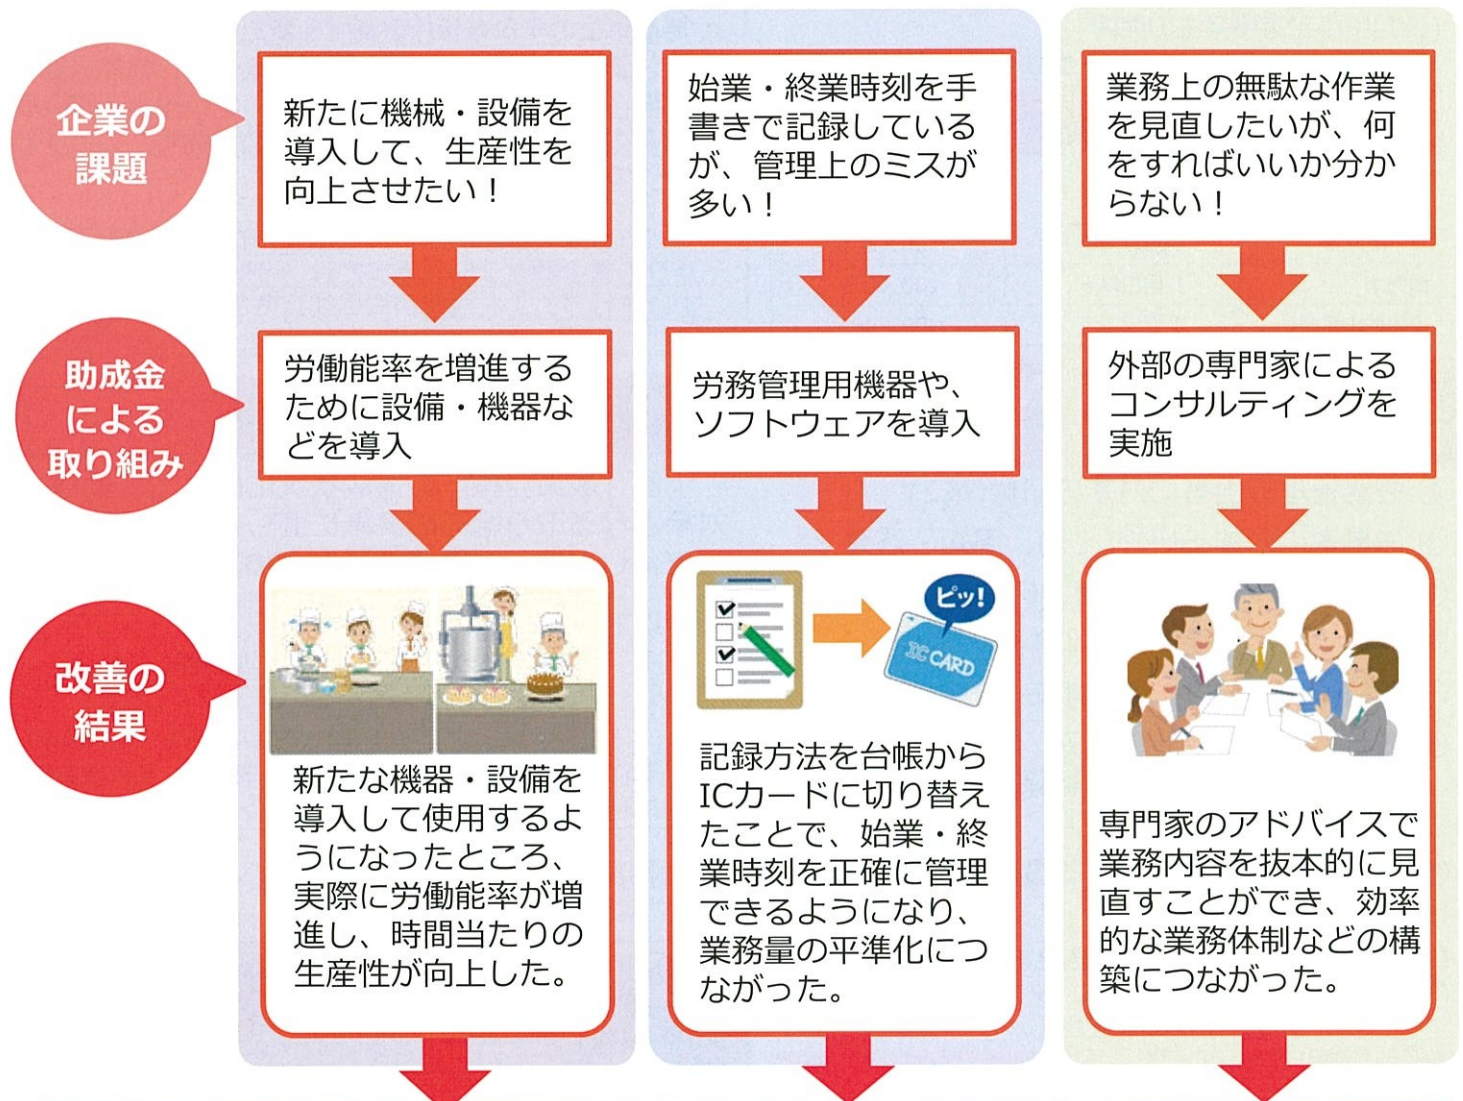 企業の
課題
新たに機械・設備を
導入して、生産性を
向上させたい！
始業・終業時刻を手
書きで記録している
が、管理上のミスが
多い！
業務上の無駄な作業
を見直したいが、何
をすればいいか分か
らない！
助成金
による
取り組み
労働能率を増進する
ために設備・機器な
どを導入
労務管理用機器や、
ソフトウェアを導入
外部の専門家による
コンサルティングを
実施
改善の
結果
新たな機器・設備を
導入して使用するよ
うになったところ、
実際に労働能率が増
進し、時間当たりの
生産性が向上した。
ピッ！
IC CARD
記録方法を台帳から
ICカードに切り替え
たことで、始業・終
業時刻を正確に管理
できるようになり、
業務量の平準化につ
ながった。
専門家のアドバイスで
業務内容を抜本的に見
直すことができ、効率
的な業務体制などの構
築につながった。